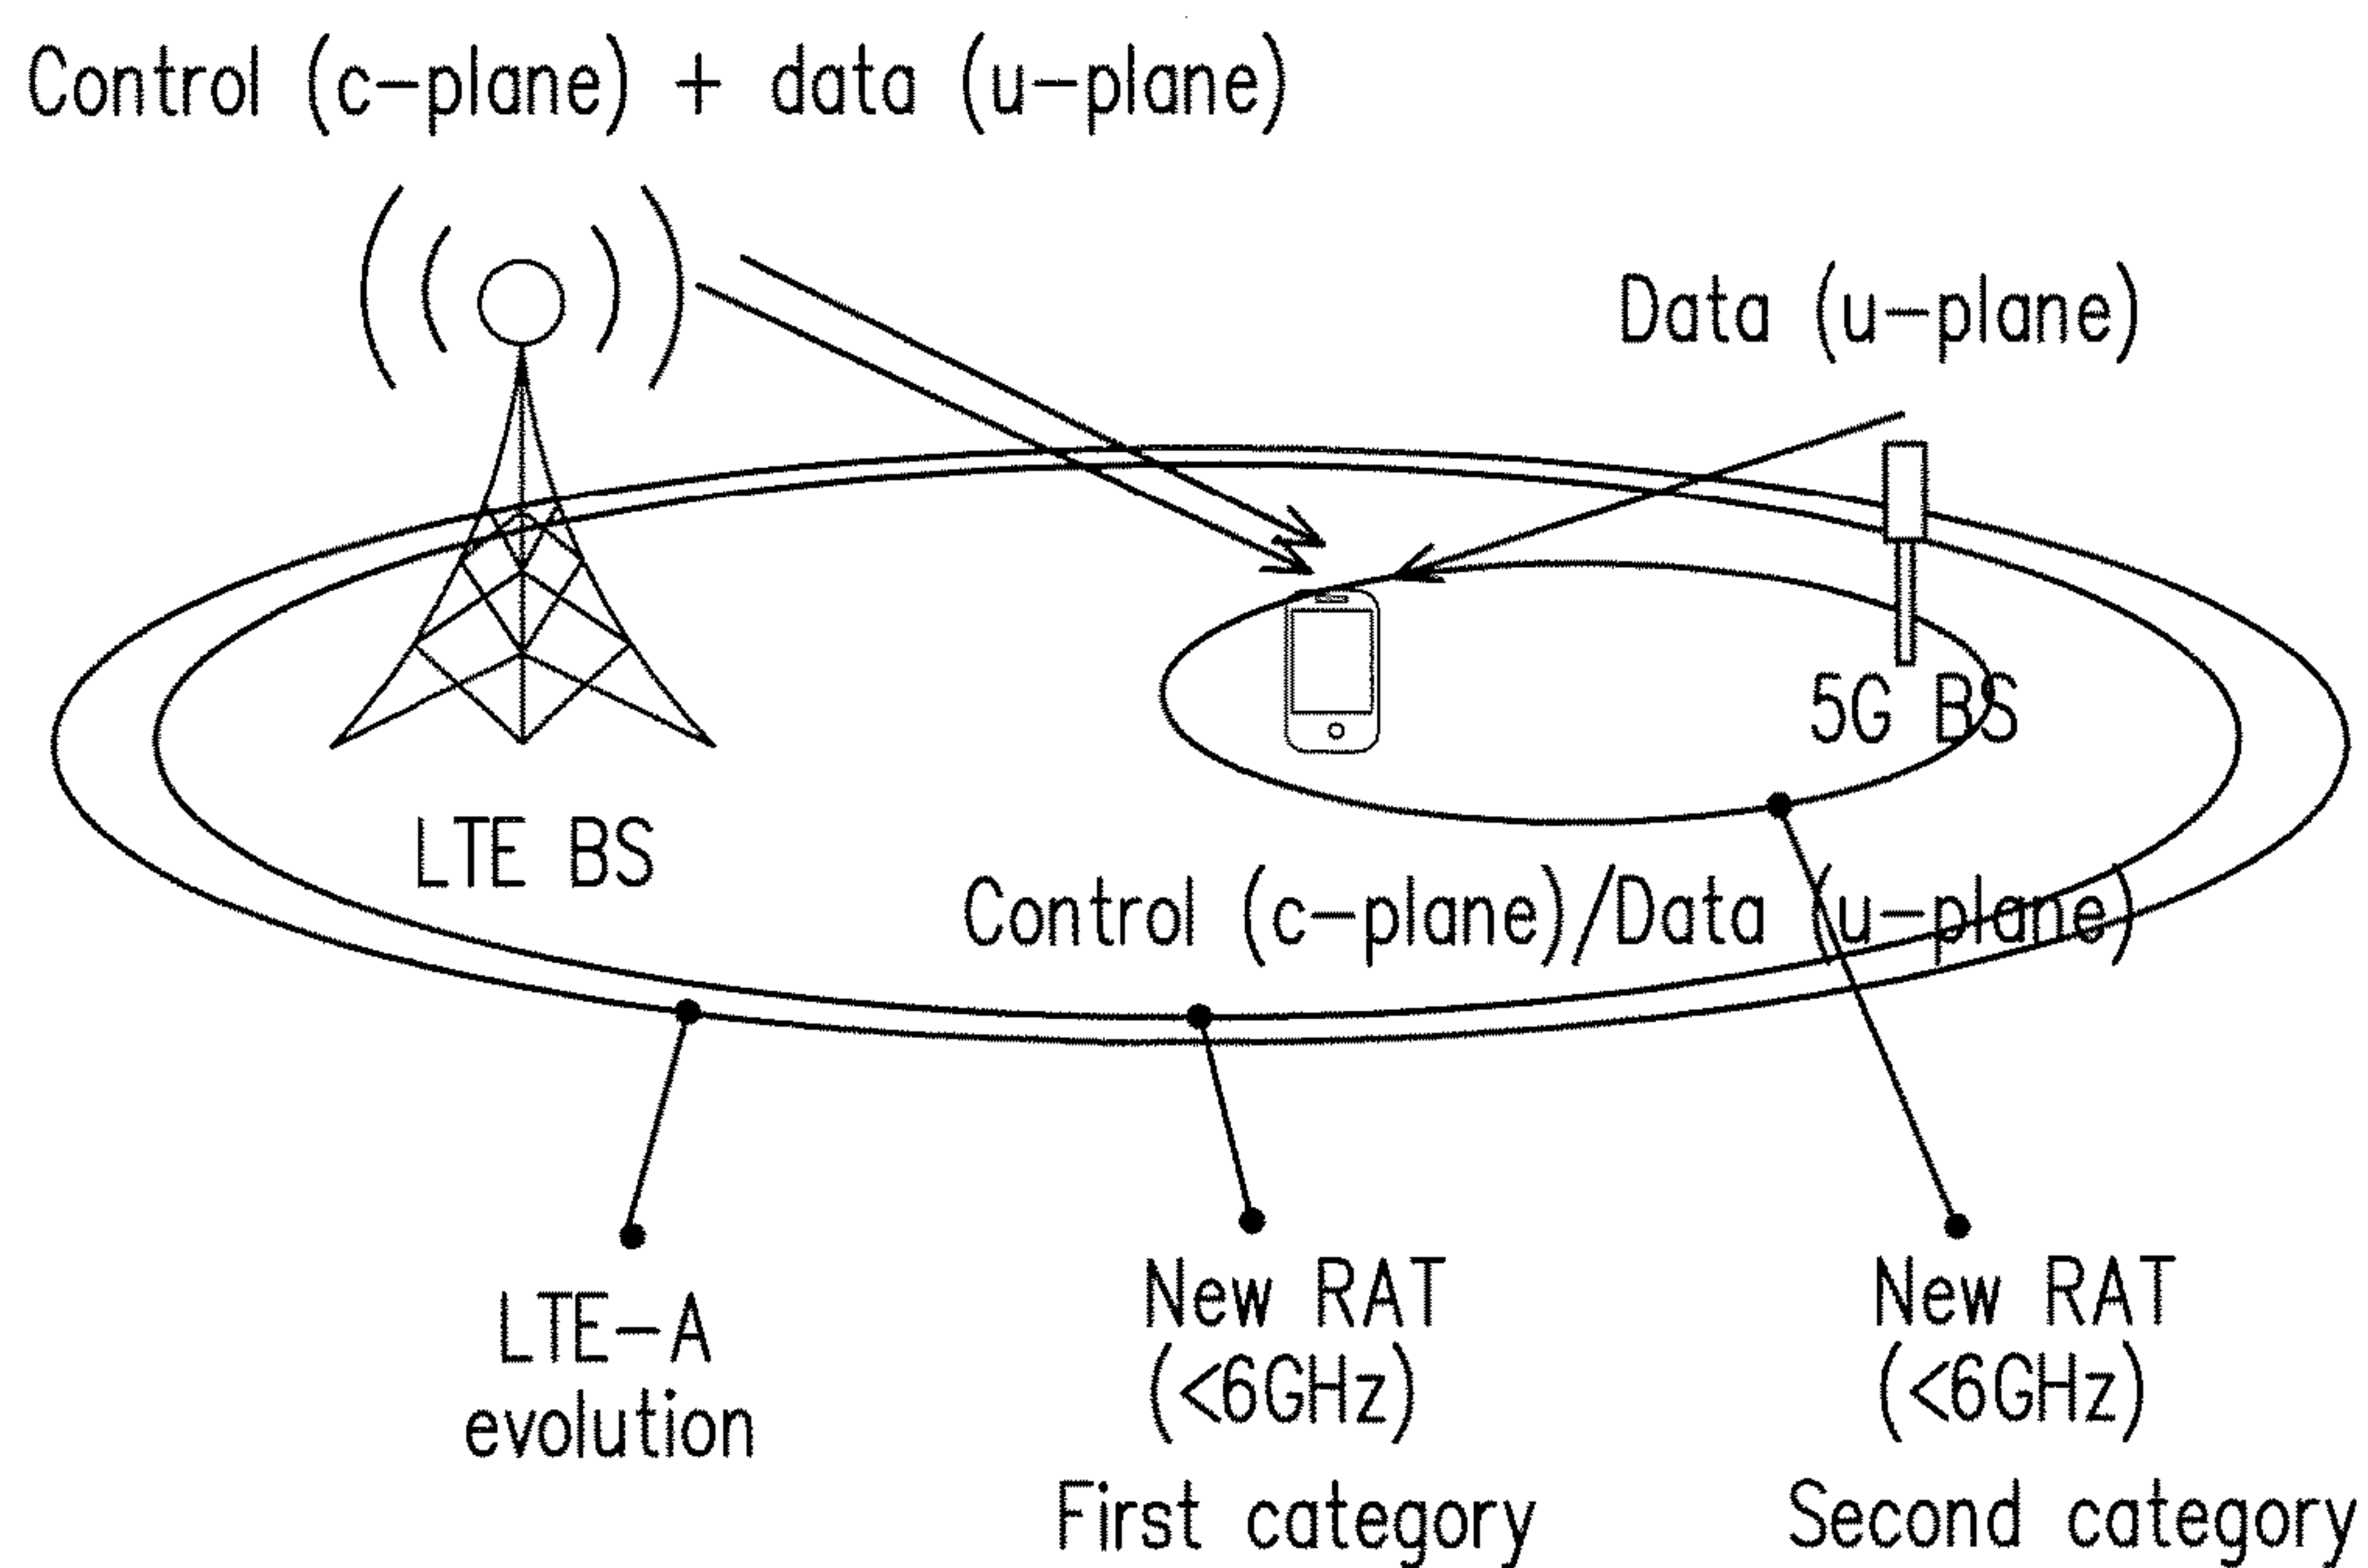 Control (c-plane) + data (u-plane)
Data (u-plane)
5G BS
LTE BS
Control (c-plane)/Data (u-plane)
LTE-A
evolution
New RAT
(<6GHz)
First category
New RAT
(<6GHz)
Second category